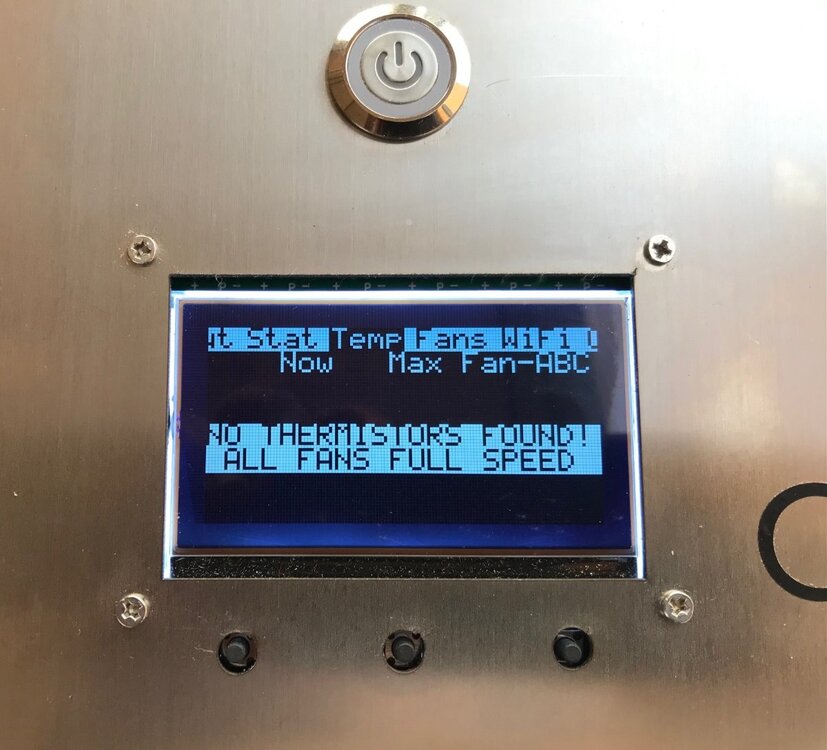 Stat Temp Fans WiFi
Now Max Fan-ABC
NO THERMISTORS FOUND!
ALL FANS FULL SPEED